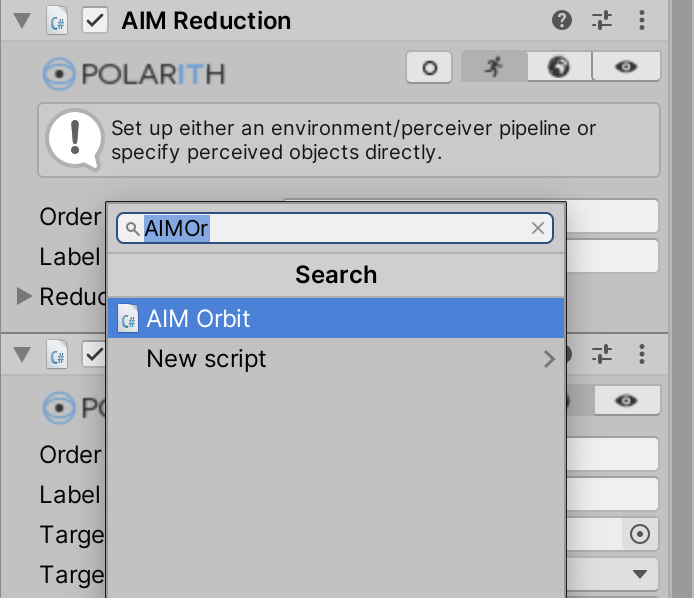 AIM Reduction
POLARITH
Set up either an environment/perceiver pipeline or
specify perceived objects directly.
Order
Label
Reduc
AIMOr
Search
AIM Orbit
New script
Order
Label
Targe
Targe